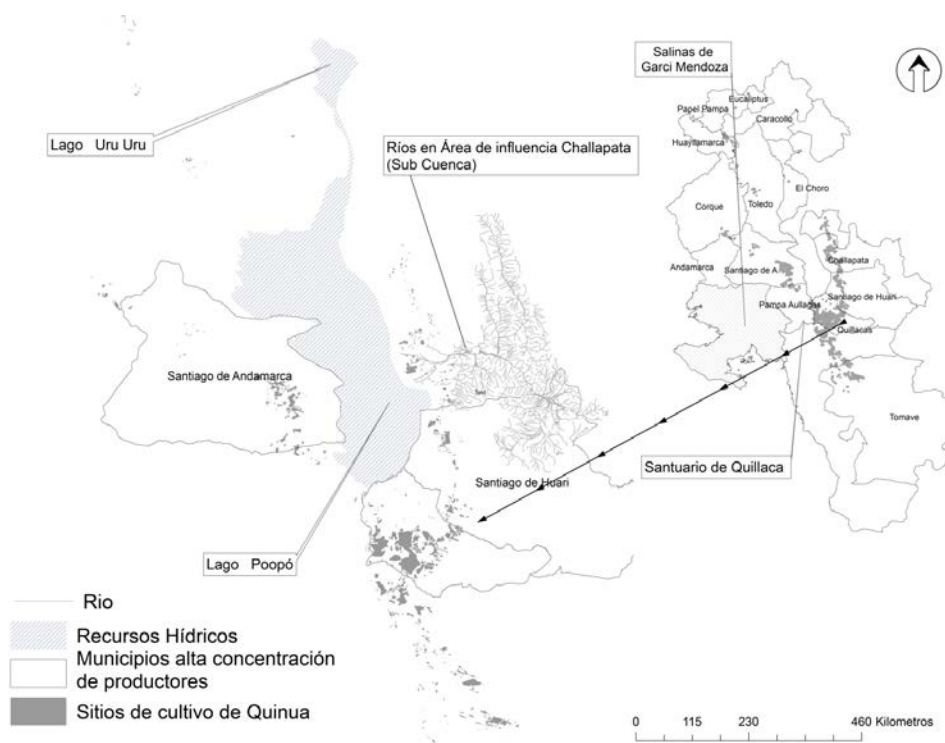 Salinas de
Garci Mendoza
Eucaliptus
Papel Pampa
Caracollo
Huayllamarca
Lago Uru Uru
Ríos en Área de influencia Challapata
(Sub Cuenca)
El Choro
Corque
Toledo
Challapata
Andamarca
Santiago de A
Santiago de Huari
Pampa Aullagas
Quillacas
Santiago de Andamarca
Tomave
Santuario de Quillaca
Santiago de Huari
Lago Poopó
Rio
Recursos Hídricos
Municipios alta concentración
de productores
Sitios de cultivo de Quinua
0 115 230 460 Kilometros